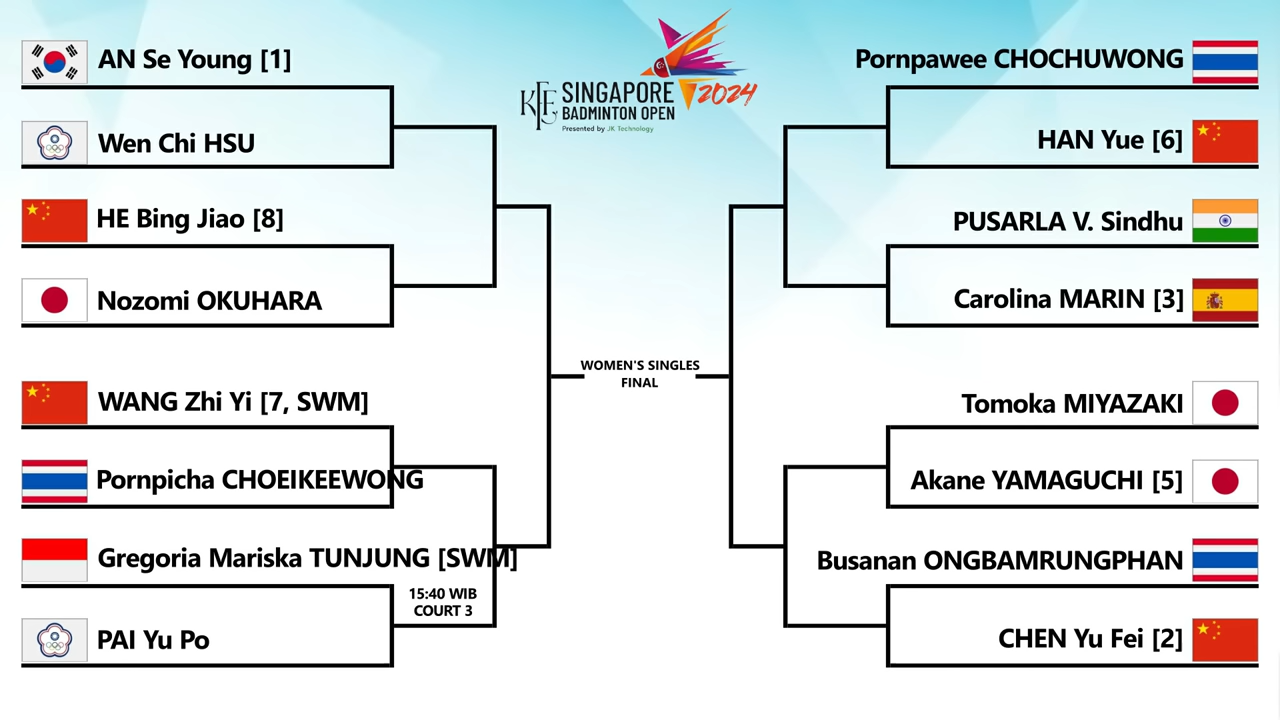 AN Se Young [1]
Wen Chi HSU
HE Bing Jiao [8]
Nozomi OKUHARA
WANG Zhi Yi [7, SWM]
Pornpicha CHOEIKEEWONG
Gregoria Mariska TUNJUNG [SWM]
15:40 WIB
COURT 3
PAI Yu Po
KFF
SINGAPORE
BADMINTON OPEN
2024
Presented by JK Technology
WOMEN'S SINGLES
FINAL
Pornpawee CHOCHUWONG
HAN Yue [6]
PUSARLA V. Sindhu
Carolina MARIN [3]
Tomoka MIYAZAKI
Akane YAMAGUCHI [5]
Busanan ONGBAMRUNGPHAN
CHEN Yu Fei [2]